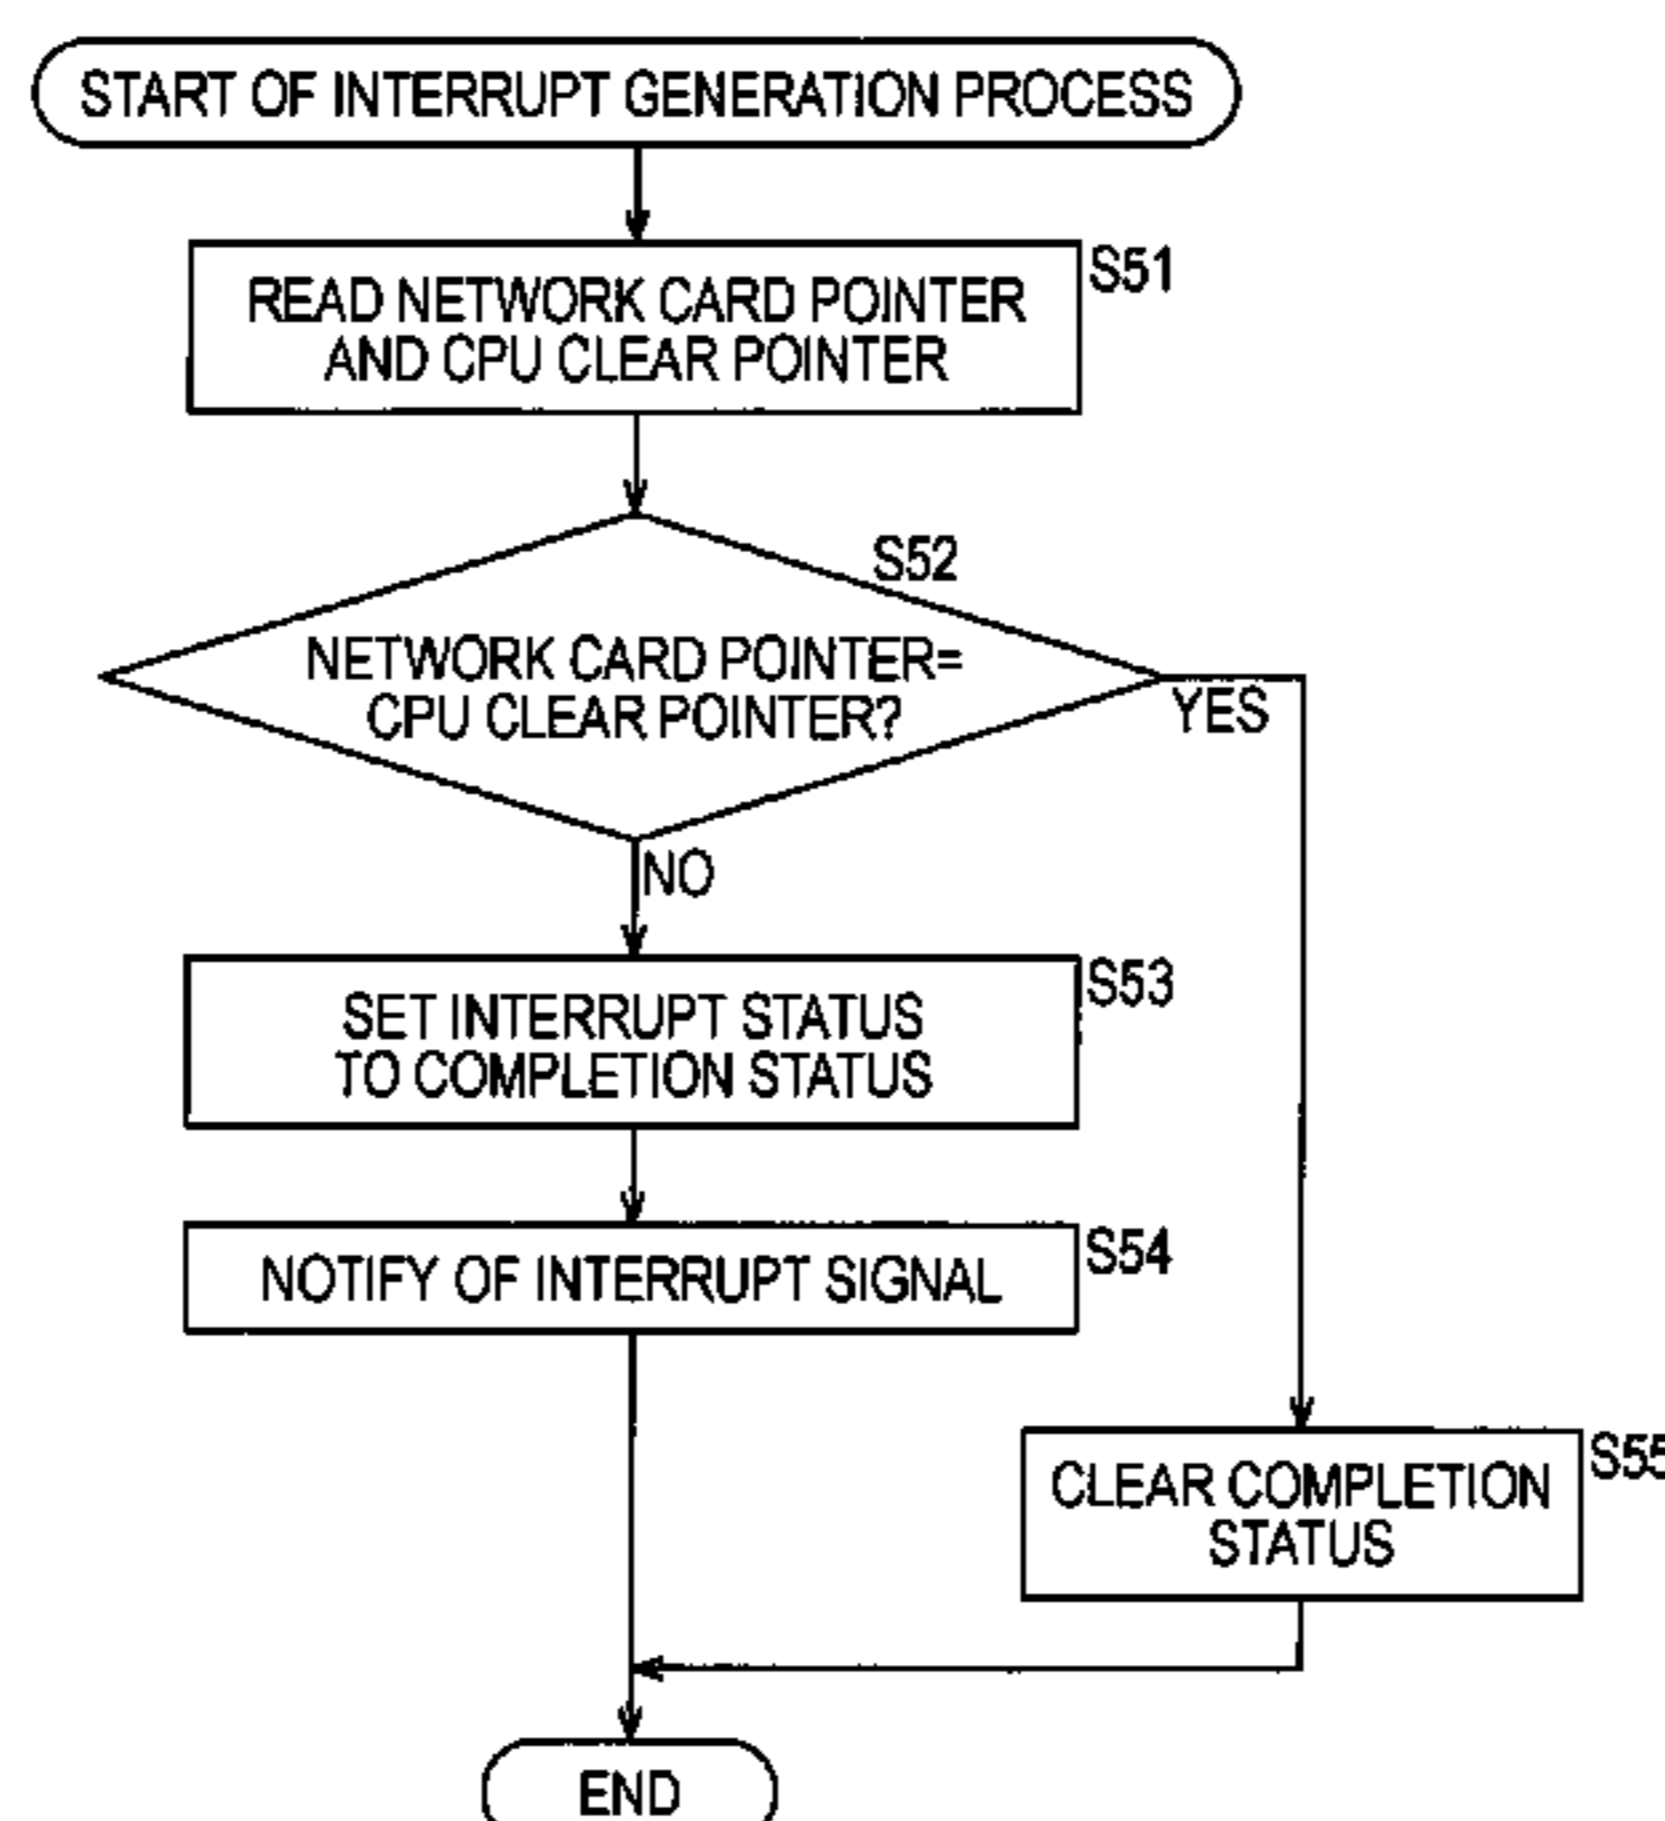 START OF INTERRUPT GENERATION PROCESS
S51
READ NETWORK CARD POINTER
AND CPU CLEAR POINTER
S52
NETWORK CARD POINTER=
CPU CLEAR POINTER?
YES
NO
S53
SET INTERRUPT STATUS
TO COMPLETION STATUS
S54
NOTIFY OF INTERRUPT SIGNAL
S55
CLEAR COMPLETION
STATUS
END